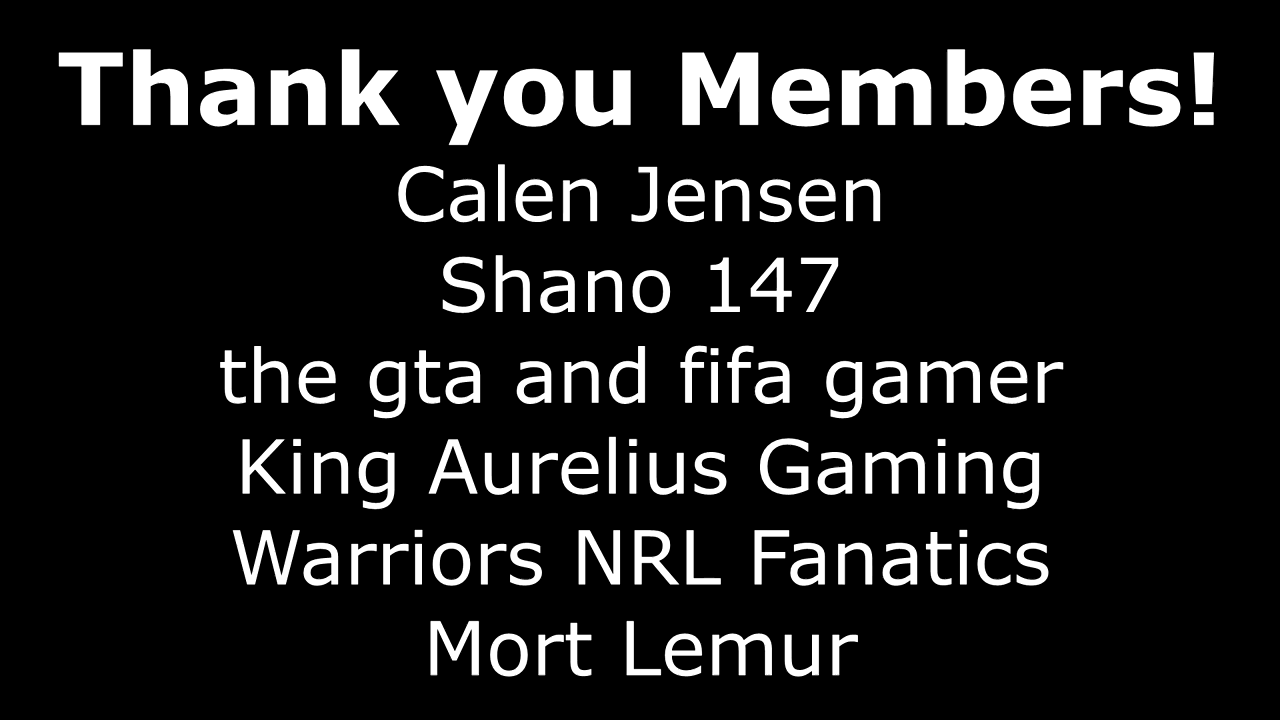 Thank you Members!
Calen Jensen
Shano 147
the gta and fifa gamer
King Aurelius Gaming
Warriors NRL Fanatics
Mort Lemur